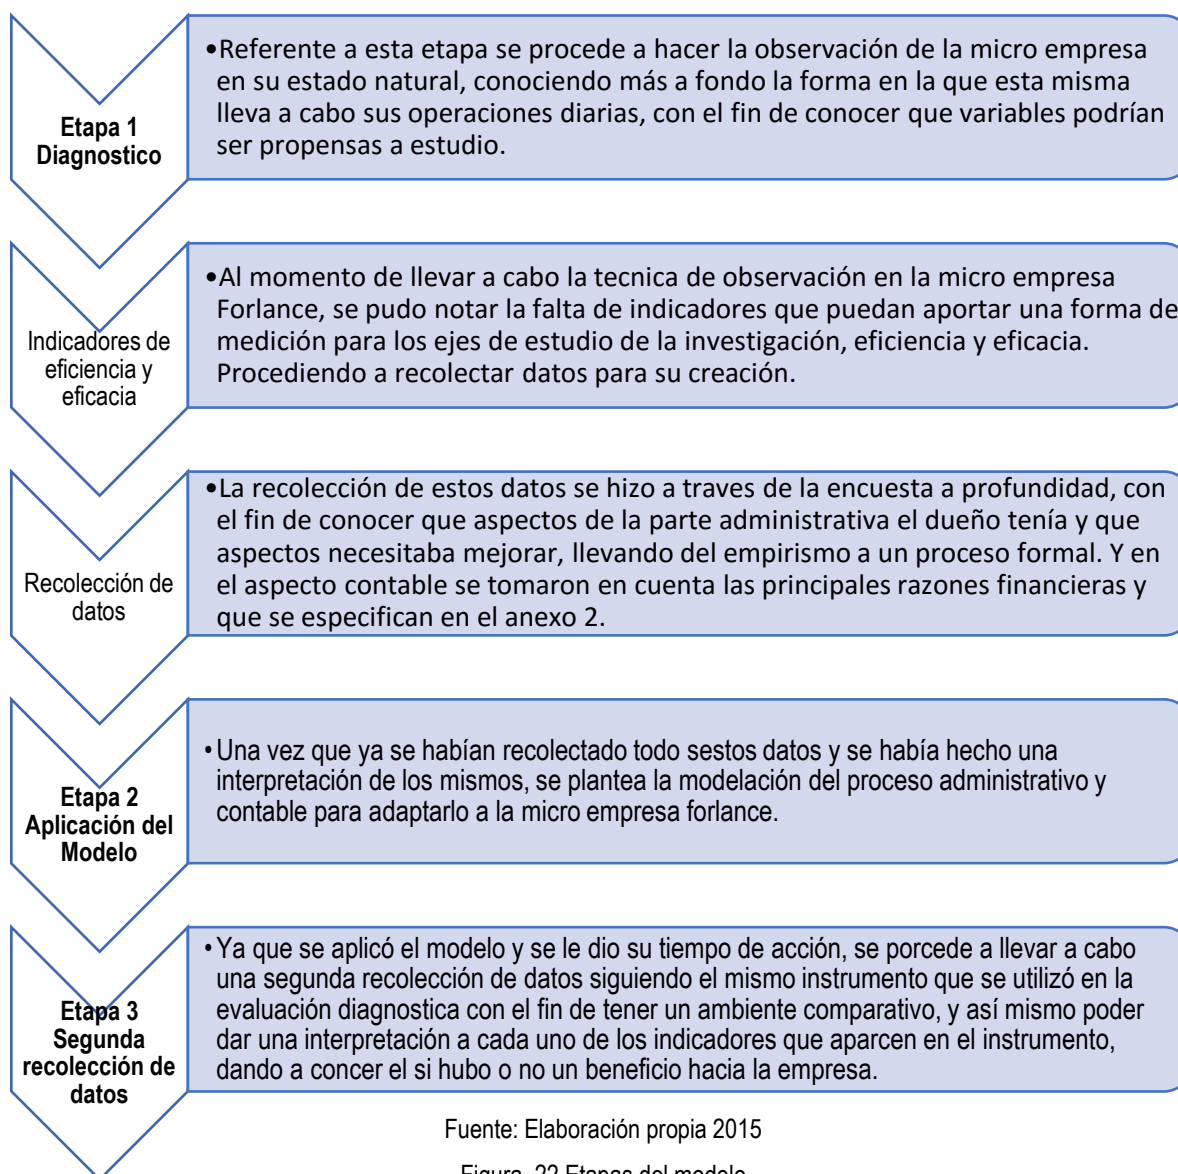 Etapa 1
Diagnostico
•Referente a esta etapa se procede a hacer la observación de la micro empresa
en su estado natural, conociendo más a fondo la forma en la que esta misma
lleva a cabo sus operaciones diarias, con el fin de conocer que variables podrían
ser propensas a estudio.
Indicadores de
eficiencia y
eficacia
•Al momento de llevar a cabo la tecnica de observación en la micro empresa
Forlance, se pudo notar la falta de indicadores que puedan aportar una forma de
medición para los ejes de estudio de la investigación, eficiencia y eficacia.
Procediendo a recolectar datos para su creación.
Recolección de
datos
•La recolección de estos datos se hizo a traves de la encuesta a profundidad, con
el fin de conocer que aspectos de la parte administrativa el dueño tenía y que
aspectos necesitaba mejorar, llevando del empirismo a un proceso formal. Y en
el aspecto contable se tomaron en cuenta las principales razones financieras y
que se especifican en el anexo 2.
Etapa 2
Aplicación del
Modelo
•Una vez que ya se habían recolectado todo sestos datos y se había hecho una
interpretación de los mismos, se plantea la modelación del proceso administrativo y
contable para adaptarlo a la micro empresa forlance.
Etapa 3
Segunda
recolección de
datos
•Ya que se aplicó el modelo y se le dio su tiempo de acción, se porcede a llevar a cabo
una segunda recolección de datos siguiendo el mismo instrumento que se utilizó en la
evaluación diagnostica con el fin de tener un ambiente comparativo, y así mismo poder
dar una interpretación a cada uno de los indicadores que aparcen en el instrumento,
dando a concer el si hubo o no un beneficio hacia la empresa.
Fuente: Elaboración propia 2015
Figura. 22 Etapas del modelo